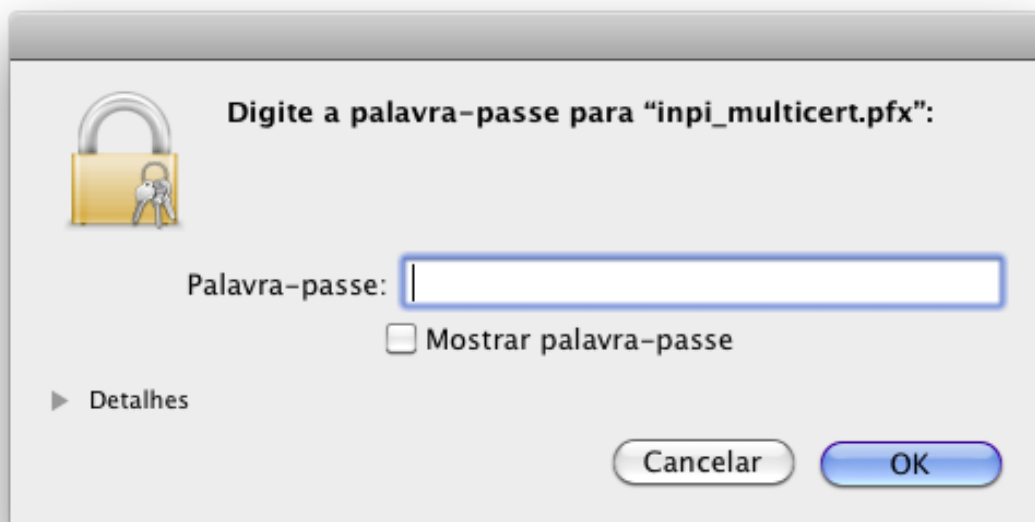 Digite a palavra-passe para “inpi_multicert.pfx”:
Palavra-passe:
Mostrar palavra-passe
Detalhes
Cancelar OK